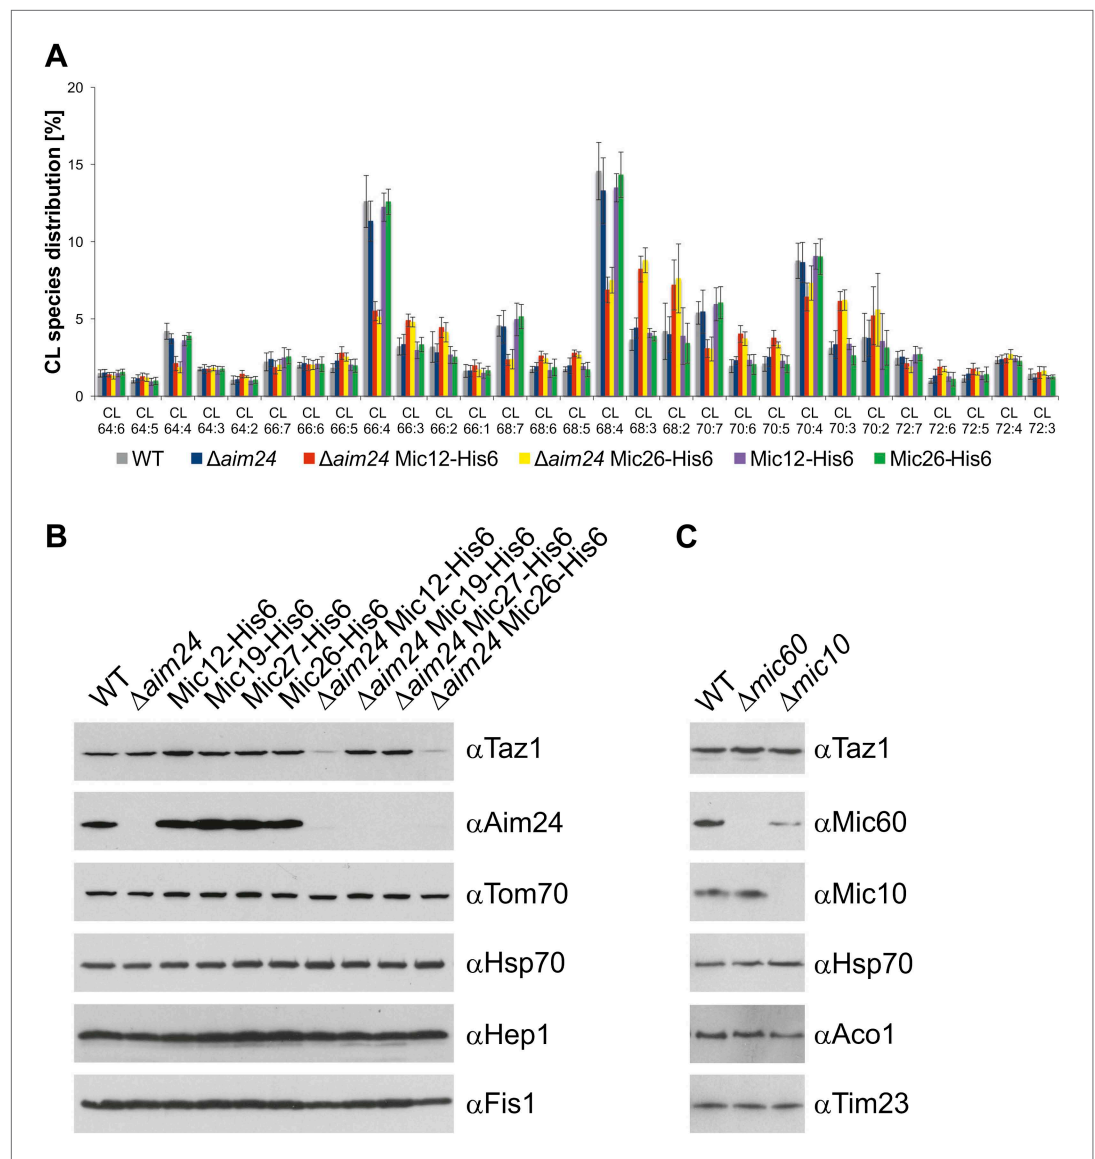 A
CL species distribution [%]
20
15
10
5
0
CL CL CL CL CL CL CL CL CL CL CL CL CL CL CL CL CL CL CL CL CL CL CL CL CL CL CL CL CL
64:6 64:5 64:4 64:3 64:2 66:7 66:6 66:5 66:4 66:3 66:2 66:1 68:7 68:6 68:5 68:4 68:3 68:2 70:7 70:6 70:5 70:4 70:3 70:2 72:7 72:6 72:5 72:4 72:3
WT Δaim24 Δaim24 Mic12-His6 Δaim24 Mic26-His6 Mic12-His6 Mic26-His6
B
WT
Δaim24
Mic12-His6
Mic19-His6
Mic27-His6
Mic26-His6
Δaim24 Mic12-His6
Δaim24 Mic19-His6
Δaim24 Mic27-His6
Δaim24 Mic26-His6
αTaz1
αAim24
αTom70
αHsp70
αHep1
αFis1
C
WT
Δmic60
Δmic10
αTaz1
αMic60
αMic10
αHsp70
αAco1
αTim23